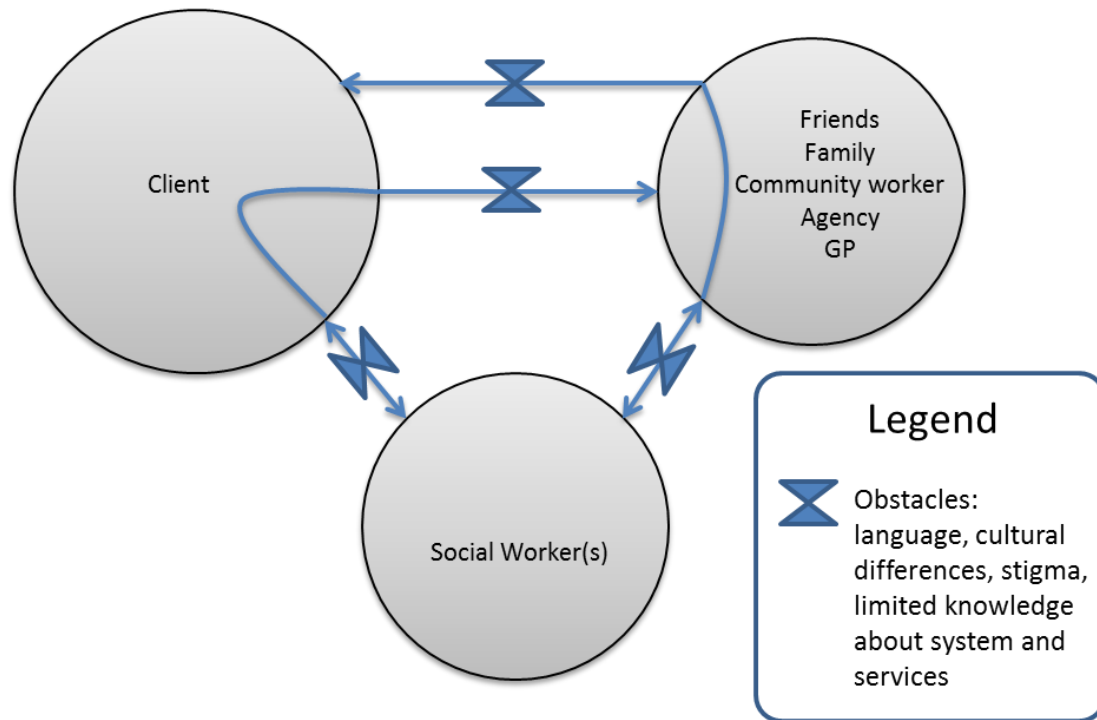 Client
Friends
Family
Community worker
Agency
GP
Social Worker(s)
Legend
Obstacles:
language, cultural
differences, stigma,
limited knowledge
about system and
services